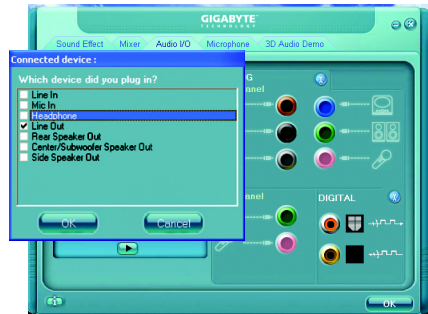 GIGABYTE
TECHNOLOGY
Sound Effect Mixer Audio I/O Microphone 3D Audio Demo
Connected device :
Which device did you plug in?
Line In
Mic In
Headphone
Line Out
Rear Speaker Out
Center/Subwoofer Speaker Out
Side Speaker Out
OK Cancel
G
nel
nel
DIGITAL
OK